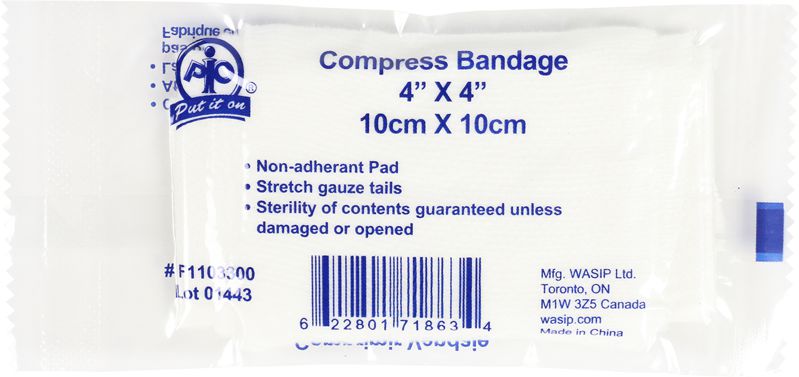 Fabrique en
PIC
®
Put it on
Compress Bandage
4” X 4”
10cm X 10cm
• Non-adherant Pad
• Stretch gauze tails
• Sterility of contents guaranteed unless
damaged or opened
#F1103300
Lot 01443
6 22801 71863 4
Mfg. WASIP Ltd.
Toronto, ON
M1W 3Z5 Canada
wasip.com
Made in China